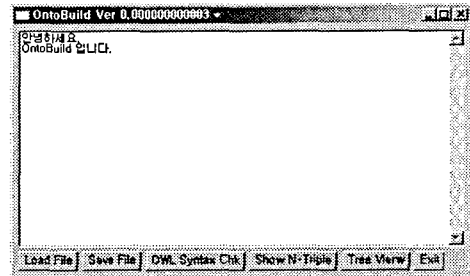 OntoBuild Ver 0.000000000003
안녕하세요.
OntoBuild 입니다.
Load File Save File OWL Syntax Chk Show N-Triple Tree Vierw Exit